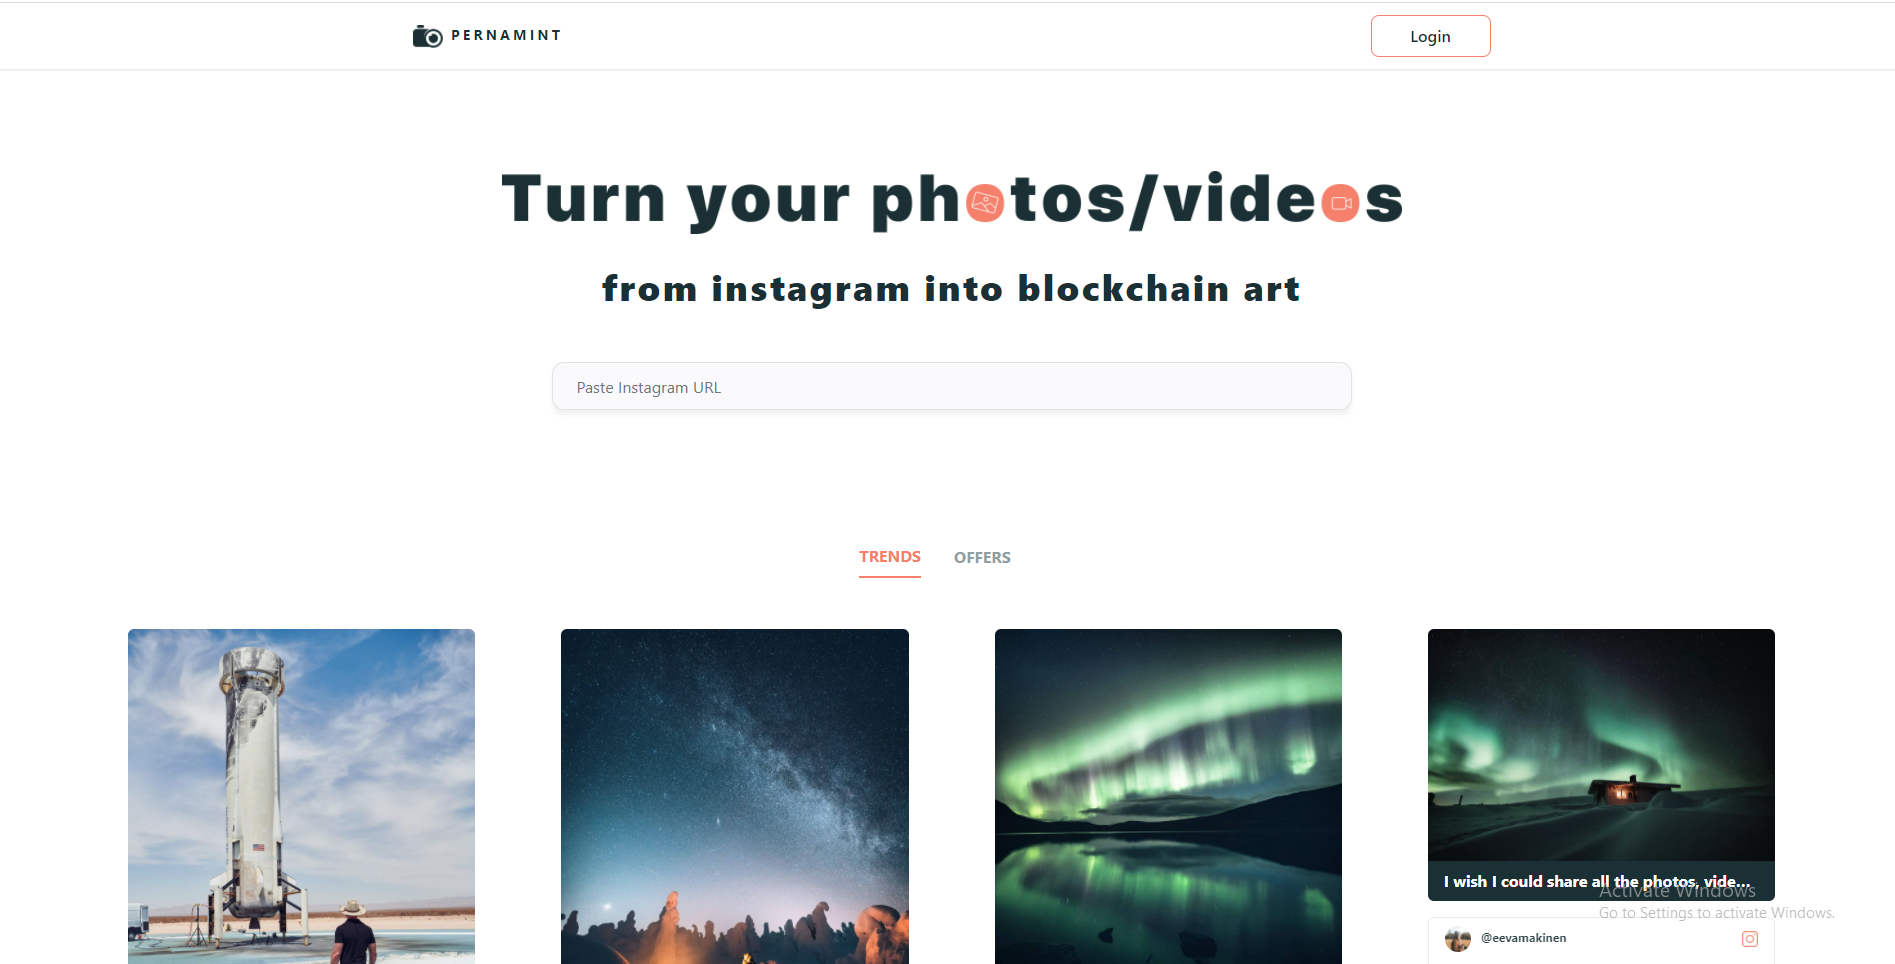 PERNAMINT
Login
Turn your photos/videos
from instagram into blockchain art
Paste Instagram URL
TRENDS
OFFERS
I wish I could share all the photos, vide...
Activate Windows
Go to Settings to activate Windows.
@eevamakinen